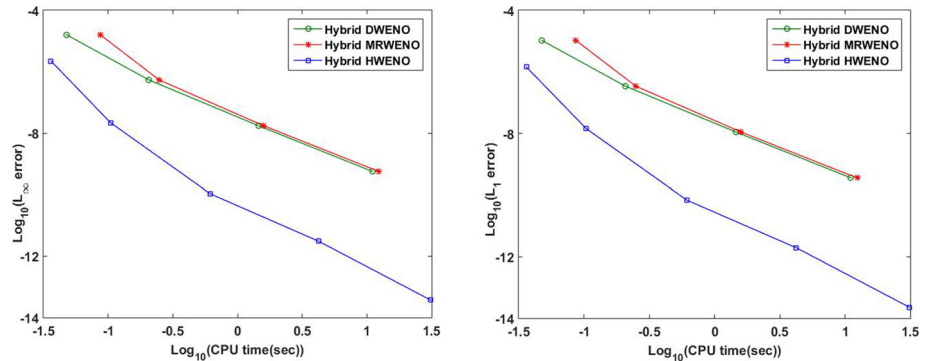 -4
-8
-12
-14
Log10(L∞ error)
Hybrid DWENO
Hybrid MRWENO
Hybrid HWENO
-1.5 -1 -0.5 0 0.5 1 1.5
Log10(CPU time(sec))
-4
-8
-12
-14
Log10(L1 error)
Hybrid DWENO
Hybrid MRWENO
Hybrid HWENO
-1.5 -1 -0.5 0 0.5 1 1.5
Log10(CPU time(sec))